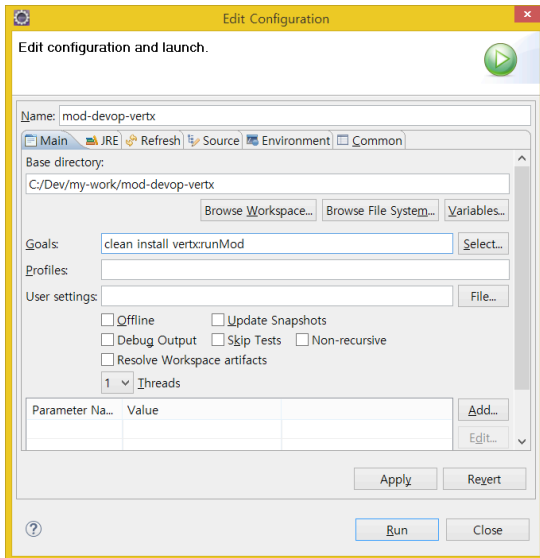 Edit Configuration
Edit configuration and launch.
Name: mod-devop-vertx
Main JRE Refresh Source Environment Common
Base directory:
C:/Dev/my-work/mod-devop-vertx
Browse Workspace... Browse File System... Variables...
Goals: clean install vertx:runMod Select...
Profiles:
User settings: File...
Offline Update Snapshots
Debug Output Skip Tests Non-recursive
Resolve Workspace artifacts
1 Threads
Parameter Na... Value Add...
Edit...
Apply Revert
? Run Close